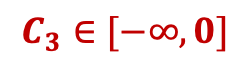 C₃ ∈ [−∞, 0]